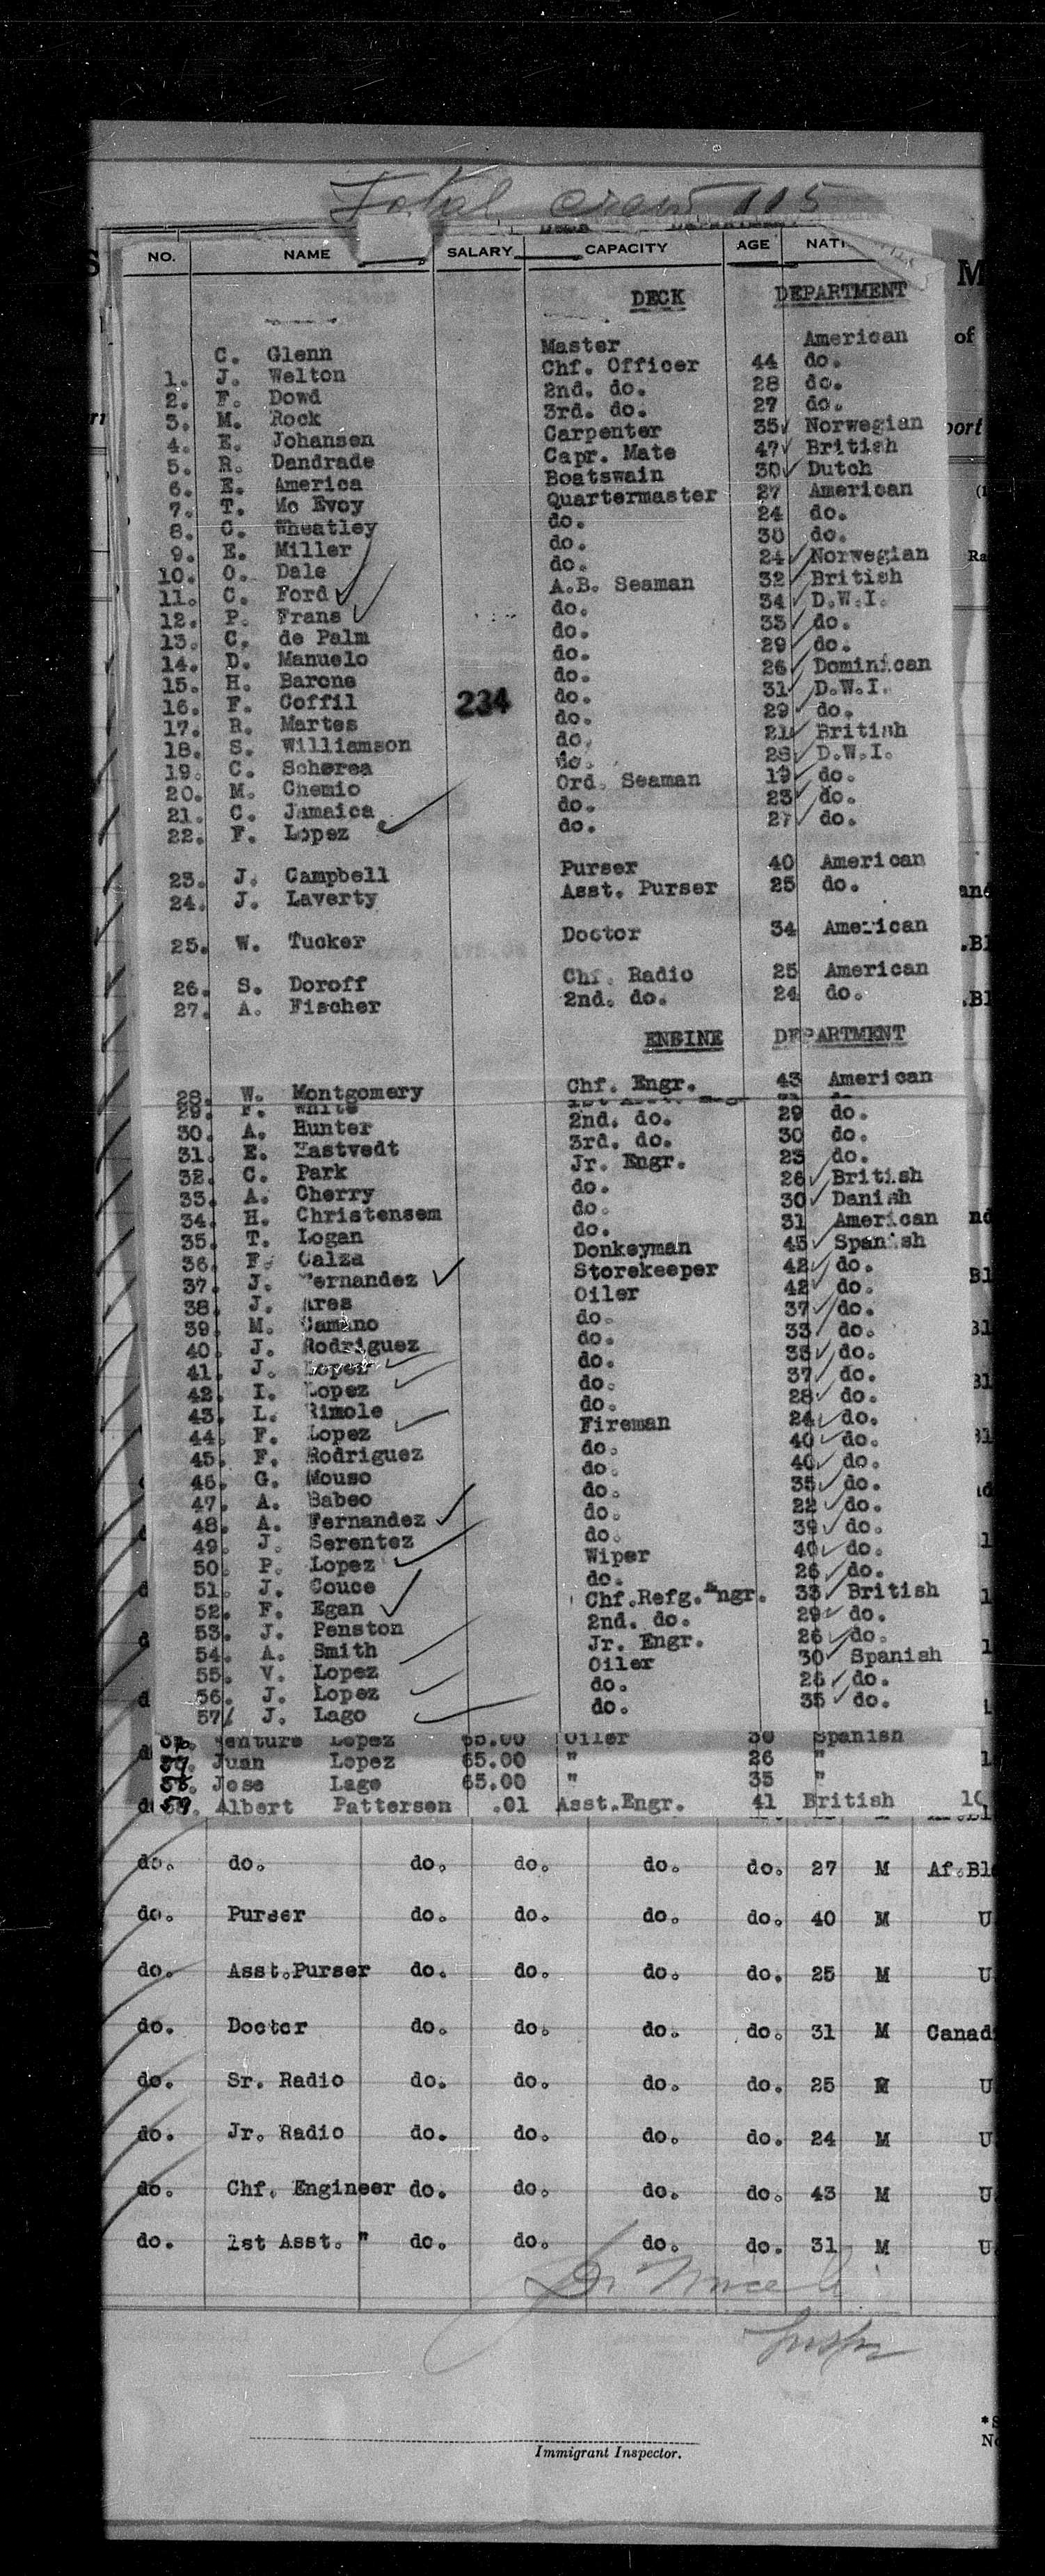 Total crew 115
NO. NAME SALARY CAPACITY AGE
DECK DEPARTMENT
C. Glenn Master American
1. J. Welton Chf. Officer 44 do.
2. F. Dowd 2nd. do. 28 do.
3. M. Rock 3rd. do. 27 do.
4. E. Johansen Carpenter 35 Norwegian
5. R. Dandrade Capr. Mate 47 British
6. E. America Boatswain 30 Dutch
7. T. Mc Evoy Quartermaster 27 American
8. C. Wheatley do. 24 do.
9. E. Miller do. 30 do.
10. O. Dale do. 24 Norwegian
11. C. Ford A.B. Seaman 32 British
12. P. Frans do. 34 D.W.I.
13. C. de Palm do. 33 do.
14. D. Manuelo do. 29 do.
15. H. Barone do. 26 Dominican
16. F. Coffil 234 do. 31 D.W.I.
17. R. Martes do. 29 do.
18. S. Williamson do. 21 British
19. C. Scherea do. 28 D.W.I.
20. M. Chemio Ord. Seaman 19 do.
21. C. Jamaica do. 23 do.
22. F. Lopez do. 27 do.
23. J. Campbell Purser 40 American
24. J. Laverty Asst. Purser 25 do.
25. W. Tucker Doctor 34 American
26. S. Doroff Chf. Radio 25 American
27. A. Fischer 2nd. do. 24 do.
ENGINE DEPARTMENT
28. W. Montgomery Chf. Engr. 43 American
29. F. White
30. A. Hunter 2nd. do. 29 do.
31. E. Eastvedt 3rd. do. 30 do.
32. C. Park Jr. Engr. 23 do.
33. A. Cherry do. 26 British
34. H. Christensem do. 30 Danish
35. T. Logan do. 31 American
36. F. Calza Donkeyman 45 Spanish
37. J. Fernandez Storekeeper 42 do.
38. J. Ares Oiler 42 do.
39. M. Camano do. 37 do.
40. J. Rodriguez do. 33 do.
41. J. Lopez do. 35 do.
42. I. Lopez do. 37 do.
43. L. Rimole do. 28 do.
44. F. Lopez Fireman 24 do.
45. F. Rodriguez do. 40 do.
46. G. Mouso do. 40 do.
47. A. Babeo do. 35 do.
48. A. Fernandez do. 22 do.
49. J. Serentez do. 39 do.
50. P. Lopez Wiper 40 do.
51. J. Couce do. 26 do.
52. F. Egan Chf.Refg.Engr. 33 British
53. J. Penston 2nd. do. 29 do.
54. A. Smith Jr. Engr. 26 do.
55. V. Lopez Oiler 30 Spanish
56. J. Lopez do. 26 do.
57 J. Lago do. 35 do.
Venture Lopez 65.00 Oiler 30 Spanish
Juan Lopez 65.00 " 26 "
Jose Lago 65.00 " 35 "
59. Albert Pattersen .01 Asst.Engr. 41 British
do. do. do. do. do. do. 27 M Af.Bl
do. Purser do. do. do. do. 40 M U
do. Asst.Purser do. do. do. do. 25 M U
do. Doctor do. do. do. do. 31 M Canad
do. Sr. Radio do. do. do. do. 25 M U
do. Jr. Radio do. do. do. do. 24 M U
do. Chf. Engineer do. do. do. do. 43 M U
do. 1st Asst. " do. do. do. do. 31 M U
Immigrant Inspector.